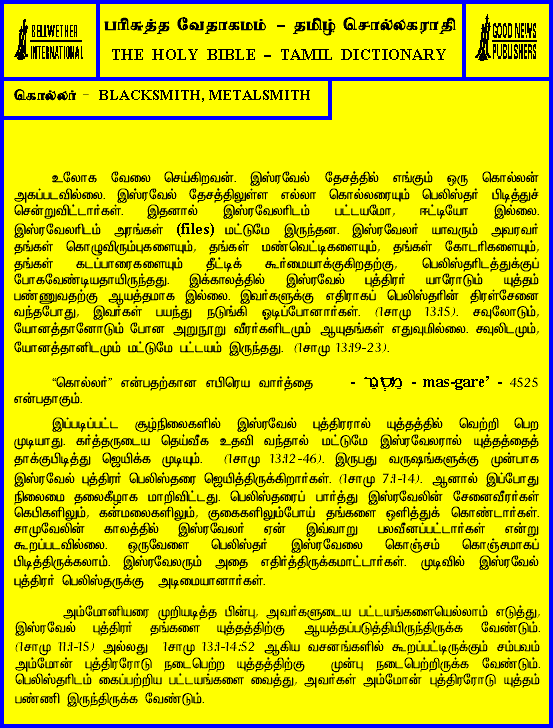 BELLWETHER
INTERNATIONAL
பரிசுத்த வேதாகமம் - தமிழ் சொல்லகராதி
THE HOLY BIBLE - TAMIL DICTIONARY
GOOD NEWS
PUBLISHERS
கொல்லர் - BLACKSMITH, METALSMITH
உலோக வேலை செய்கிறவன். இஸ்ரவேல் தேசத்தில் எங்கும் ஒரு கொல்லன்
அகப்படவில்லை. இஸ்ரவேல் தேசத்திலுள்ள எல்லா கொல்லரையும் பெலிஸ்தர் பிடித்துச்
சென்றுவிட்டார்கள். இதனால் இஸ்ரவேலரிடம் பட்டயமோ, ஈட்டியோ இல்லை.
இஸ்ரவேலரிடம் அரங்கள் (files) மட்டுமே இருந்தன. இஸ்ரவேலர் யாவரும் அவரவர்
தங்கள் கொழுவிரும்புகளையும், தங்கள் மண்வெட்டிகளையும், தங்கள் கோடரிகளையும்,
தங்கள் கடப்பாரைகளையும் தீட்டிக் கூர்மையாக்குகிறதற்கு, பெலிஸ்தரிடத்துக்குப்
போகவேண்டியதாயிருந்தது. இக்காலத்தில் இஸ்ரவேல் புத்திரர் யாரோடும் யுத்தம்
பண்ணுவதற்கு ஆயத்தமாக இல்லை. இவர்களுக்கு எதிராகப் பெலிஸ்தரின் திரள்சேனை
வந்தபோது, இவர்கள் பயந்து நடுங்கி ஒடிப்போனார்கள். (1சாமு 13:15). சவுலோடும்,
யோனத்தானோடும் போன அறுநூறு வீரர்களிடமும் ஆயுதங்கள் எதுவுமில்லை. சவுலிடமும்,
யோனத்தானிடமும் மட்டுமே பட்டயம் இருந்தது. (1சாமு 13:19-23).
"கொல்லர்" என்பதற்கான எபிரெய வார்த்தை - מַסְגֵּר - mas-gare' - 4525
என்பதாகும்.
இப்படிப்பட்ட சூழ்நிலைகளில் இஸ்ரவேல் புத்திரரால் யுத்தத்தில் வெற்றி பெற
முடியாது. கர்த்தருடைய தெய்வீக உதவி வந்தால் மட்டுமே இஸ்ரவேலரால் யுத்தத்தைத்
தாக்குபிடித்து ஜெயிக்க முடியும். (1சாமு 13:12-46). இருபது வருஷங்களுக்கு முன்பாக
இஸ்ரவேல் புத்திரர் பெலிஸ்தரை ஜெயித்திருக்கிறார்கள். (1சாமு 7:1-14). ஆனால் இப்போது
நிலைமை தலைகீழாக மாறிவிட்டது. பெலிஸ்தரைப் பார்த்து இஸ்ரவேலின் சேனைவீரர்கள்
கெபிகளிலும், கன்மலைகளிலும், குகைகளிலும்போய் தங்களை ஒளித்துக் கொண்டார்கள்.
சாமுவேலின் காலத்தில் இஸ்ரவேலர் ஏன் இவ்வாறு பலவீனப்பட்டார்கள் என்று
கூறப்படவில்லை. ஒருவேளை பெலிஸ்தர் இஸ்ரவேலை கொஞ்சம் கொஞ்சமாகப்
பிடித்திருக்கலாம். இஸ்ரவேலரும் அதை எதிர்த்திருக்கமாட்டார்கள். முடிவில் இஸ்ரவேல்
புத்திரர் பெலிஸ்தருக்கு அடிமையானார்கள்.
அம்மோனியரை முறியடித்த பின்பு, அவர்களுடைய பட்டயங்களையெல்லாம் எடுத்து,
இஸ்ரவேல் புத்திரர் தங்களை யுத்தத்திற்கு ஆயத்தப்படுத்தியிருந்திருக்க வேண்டும்.
(1சாமு 11:1-15) அல்லது 1சாமு 13:1-14:52 ஆகிய வசனங்களில் கூறப்பட்டிருக்கும் சம்பவம்
அம்மோன் புத்திரரோடு நடைபெற்ற யுத்தத்திற்கு முன்பு நடைபெற்றிருக்க வேண்டும்.
பெலிஸ்தரிடம் கைப்பற்றிய பட்டயங்களை வைத்து, அவர்கள் அம்மோன் புத்திரரோடு யுத்தம்
பண்ணி இருந்திருக்க வேண்டும்.